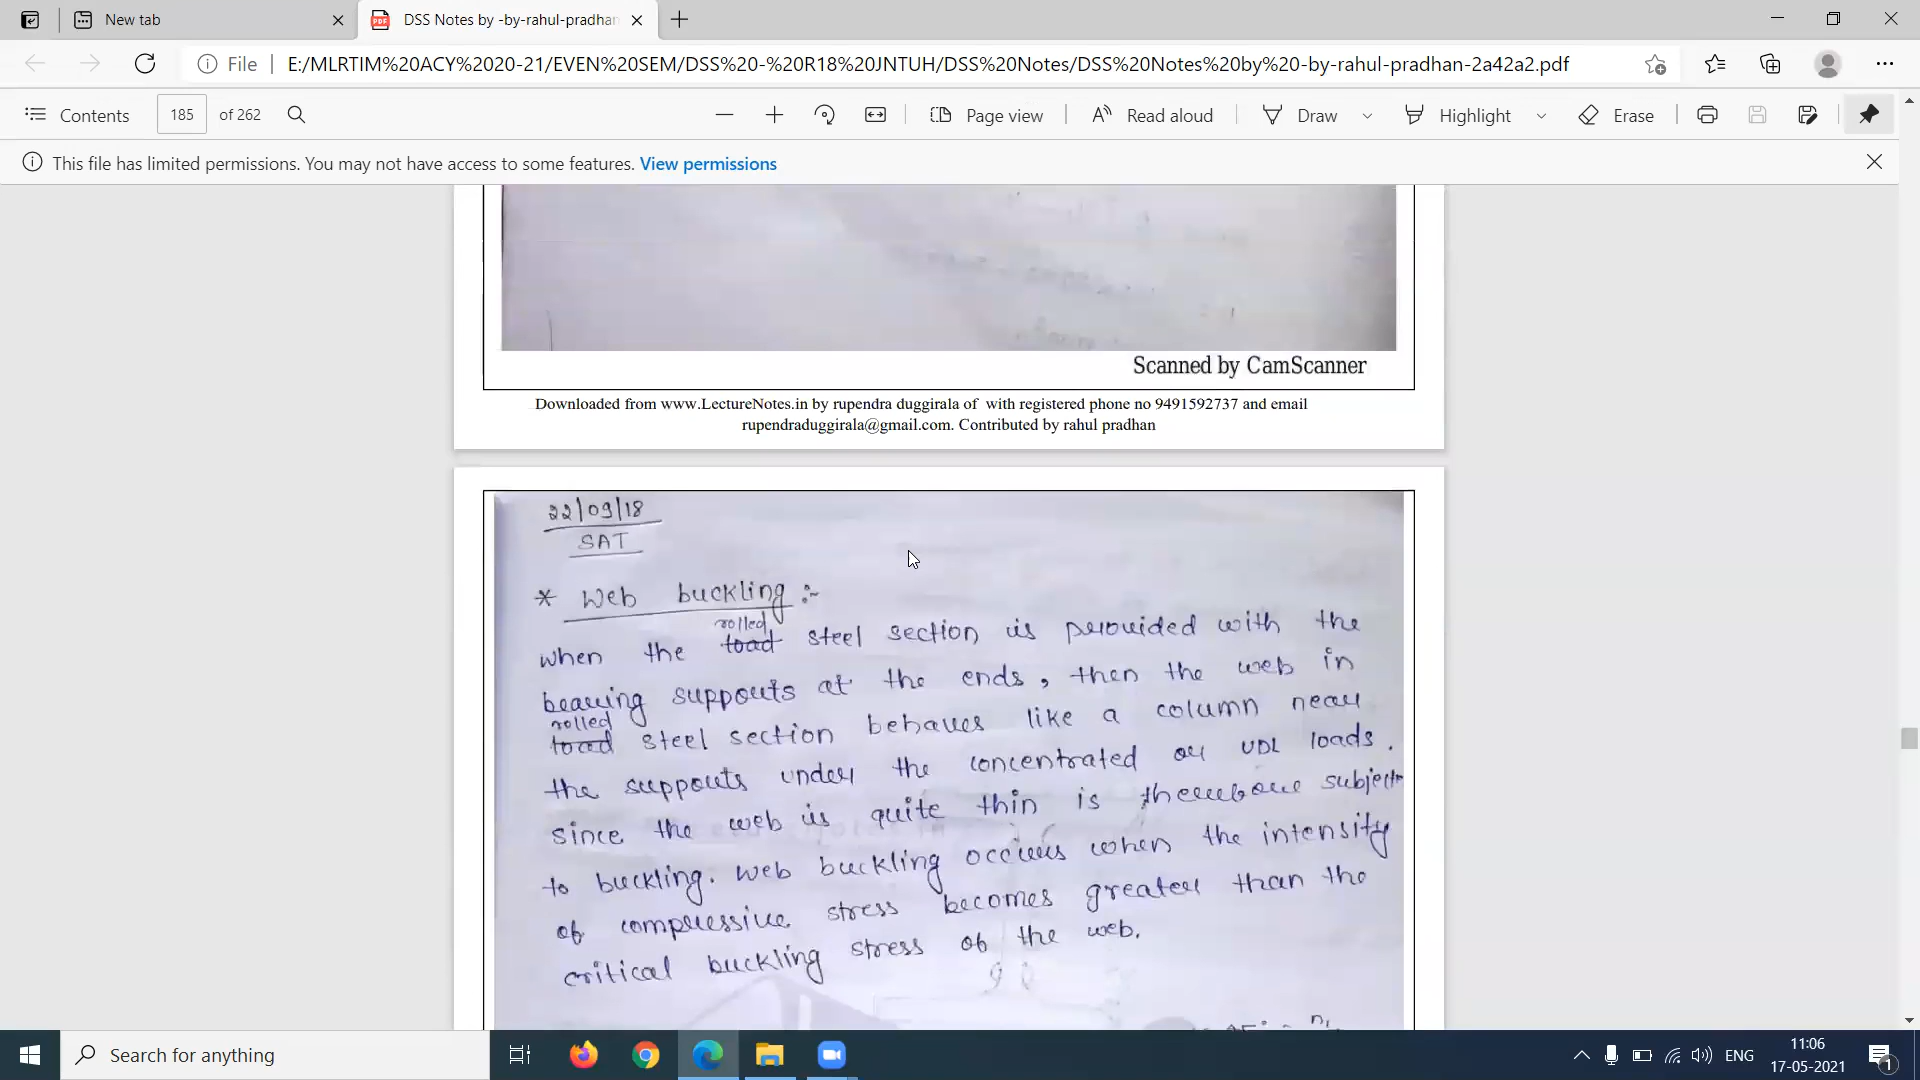 New tab
DSS Notes by -by-rahul-pradhan
File
E:/MLRTIM%20ACY%2020-21/EVEN%20SEM/DSS%20-%20R18%20JNTUH/DSS%20Notes/DSS%20Notes%20by%20-by-rahul-pradhan-2a42a2.pdf
Contents 185 of 262 Page view Read aloud Draw Highlight Erase
This file has limited permissions. You may not have access to some features. View permissions
Scanned by CamScanner
Downloaded from www.LectureNotes.in by rupendra duggirala of with registered phone no 9491592737 and email
rupendraduggirala@gmail.com. Contributed by rahul pradhan
22/09/18
SAT
* Web buckling :-
rolled
when the toad steel section is provided with the
bearing supports at the ends, then the web in
rolled
toad steel section behaves like a column near
the supports under the concentrated or UDL loads.
since the web is quite thin is therefore
to buckling. Web buckling occurs when the intensity
of compressive stress becomes greater than the
critical buckling stress of the web.
Search for anything
ENG
11:06
17-05-2021
1